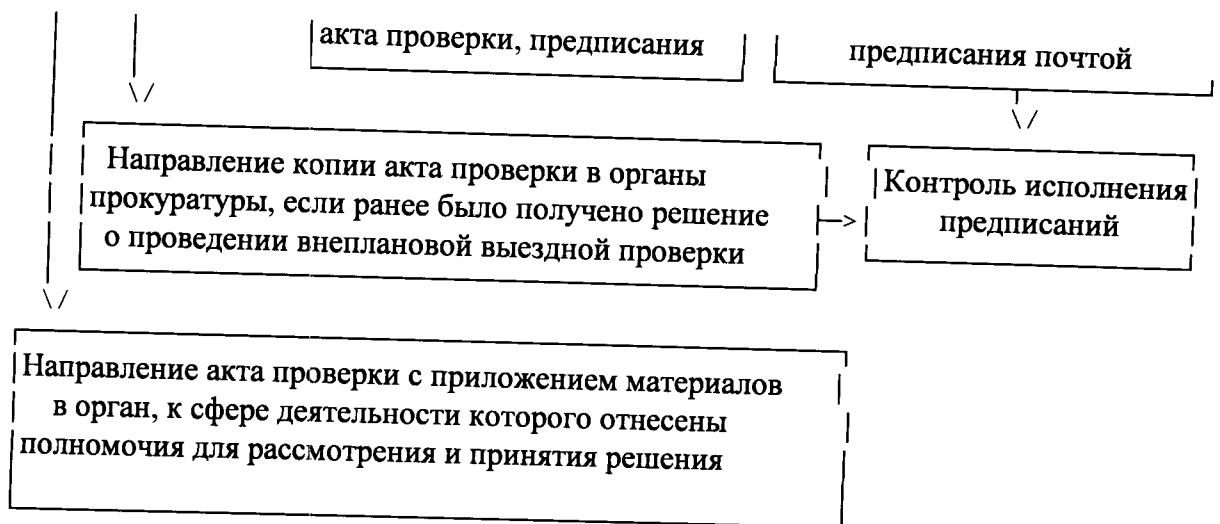 акта проверки, предписания
предписания почтой
Направление копии акта проверки в органы
прокуратуры, если ранее было получено решение
о проведении внеплановой выездной проверки
Контроль исполнения
предписаний
Направление акта проверки с приложением материалов
в орган, к сфере деятельности которого отнесены
полномочия для рассмотрения и принятия решения